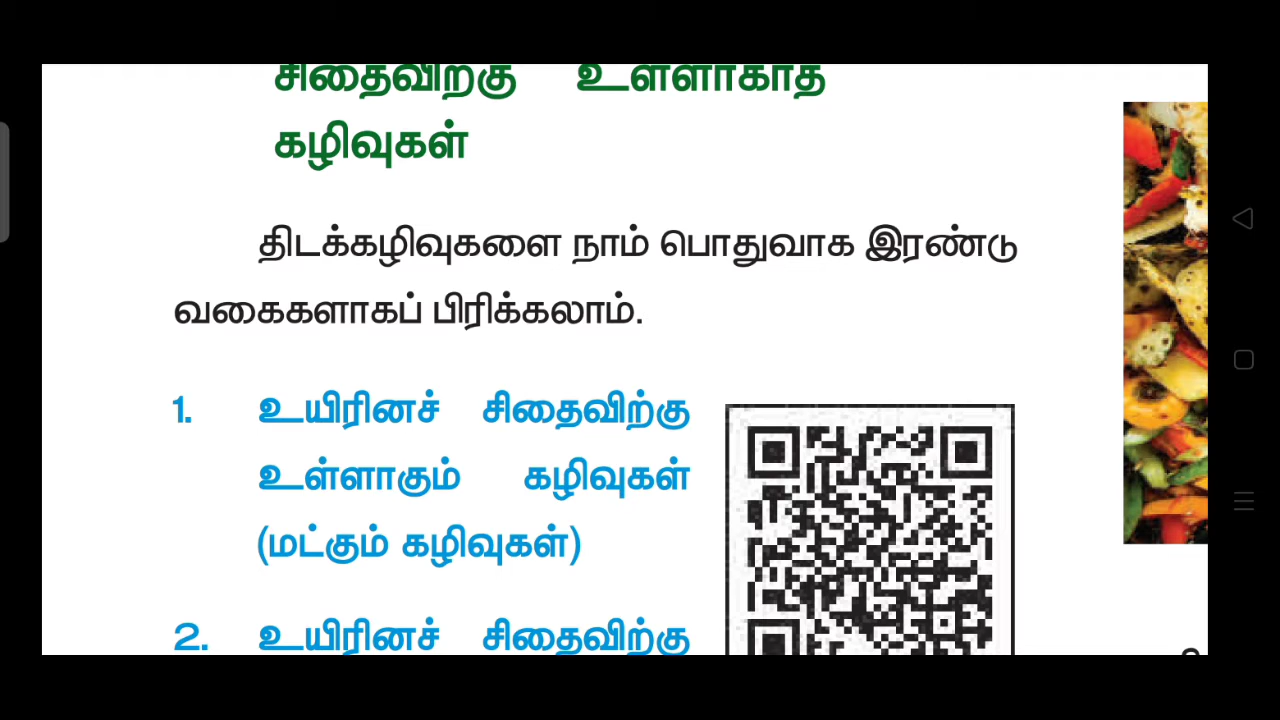 சிதைவிற்கு உள்ளாகாத
கழிவுகள்
திடக்கழிவுகளை நாம் பொதுவாக இரண்டு
வகைகளாகப் பிரிக்கலாம்.
1. உயிரினச் சிதைவிற்கு
உள்ளாகும் கழிவுகள்
(மட்கும் கழிவுகள்)
2. உயிரினச் சிதைவிற்கு